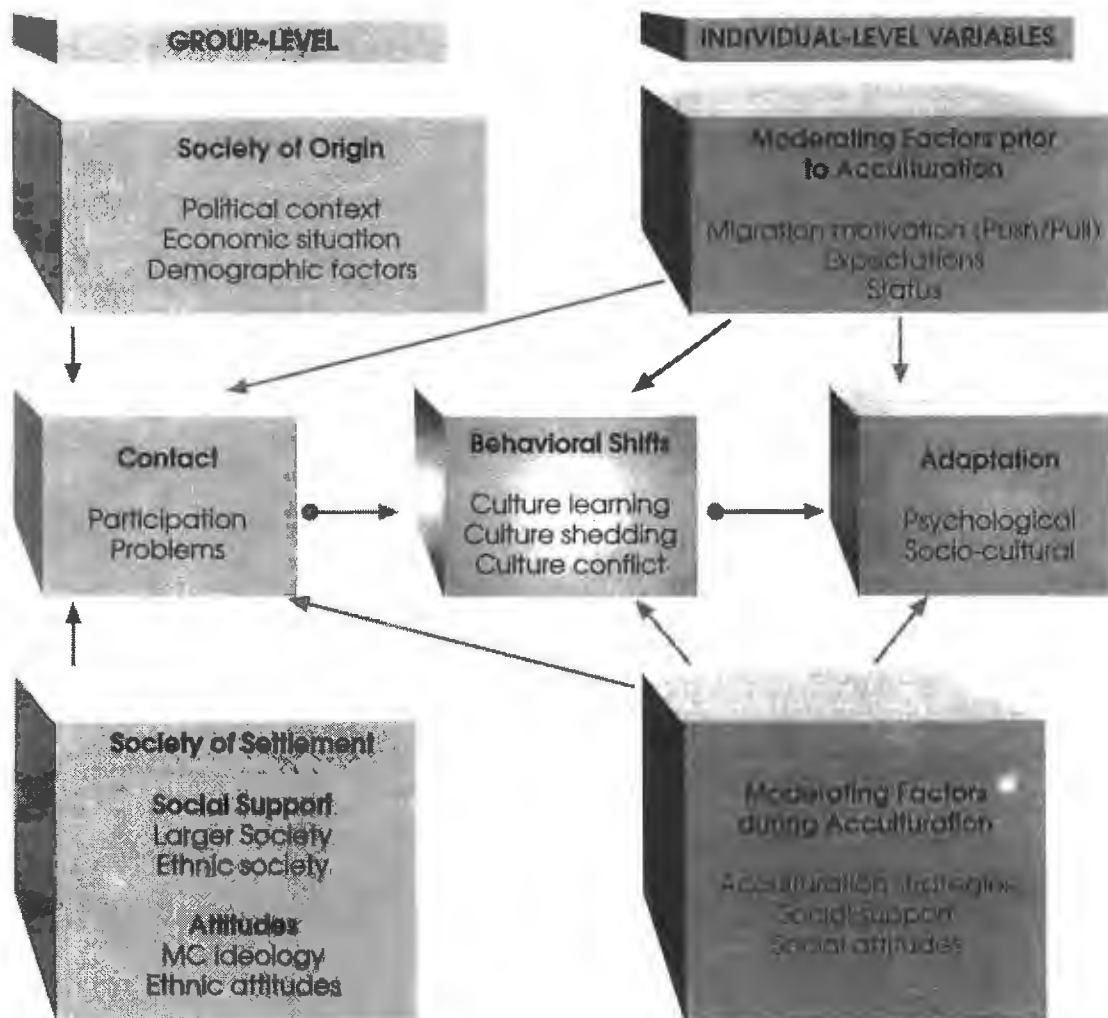 GROUP-LEVEL
INDIVIDUAL-LEVEL VARIABLES
Society of Origin
Political context
Economic situation
Demographic factors
Moderating Factors prior
to Acculturation
Migration motivation (Push/Pull)
Expectations
Status
Contact
Participation
Problems
Behavioral Shifts
Culture learning
Culture shedding
Culture conflict
Adaptation
Psychological
Socio-cultural
Society of Settlement
Social Support
Larger Society
Ethnic society
Attitudes
MC ideology
Ethnic attitudes
Moderating Factors
during Acculturation
Acculturation strategies
Social support
Social attitudes